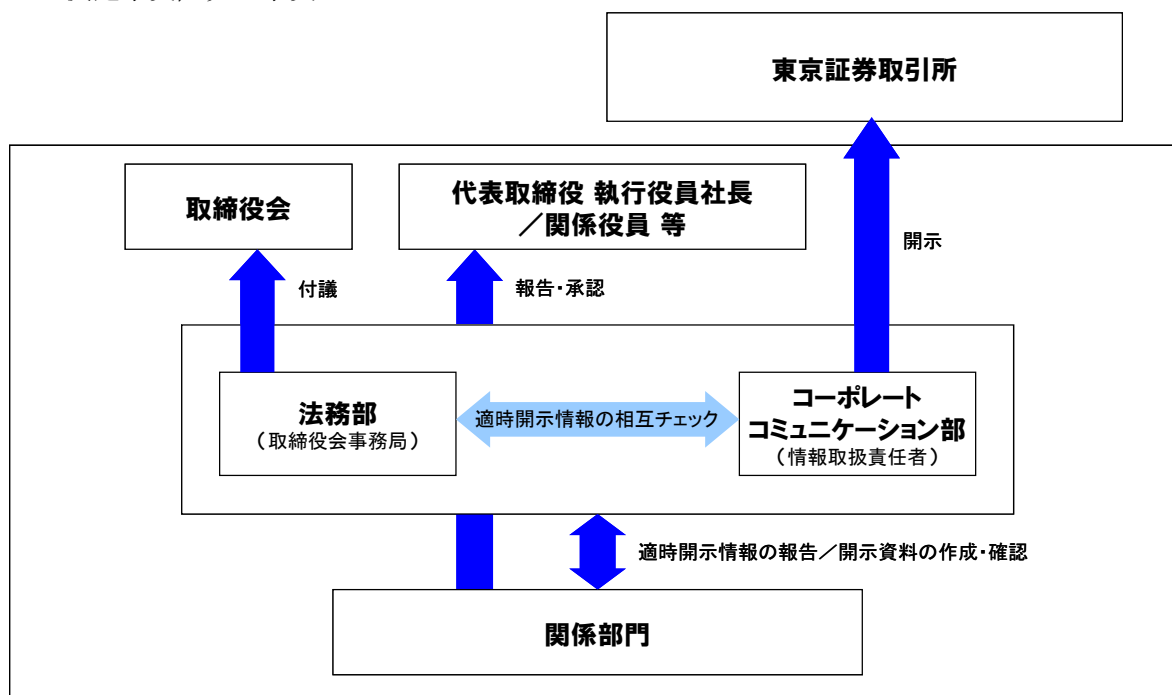 東京証券取引所
取締役会
代表取締役 執行役員社長
／関係役員 等
開示
付議
報告・承認
法務部
（取締役会事務局）
適時開示情報の相互チェック
コーポレート
コミュニケーション部
（情報取扱責任者）
適時開示情報の報告／開示資料の作成・確認
関係部門